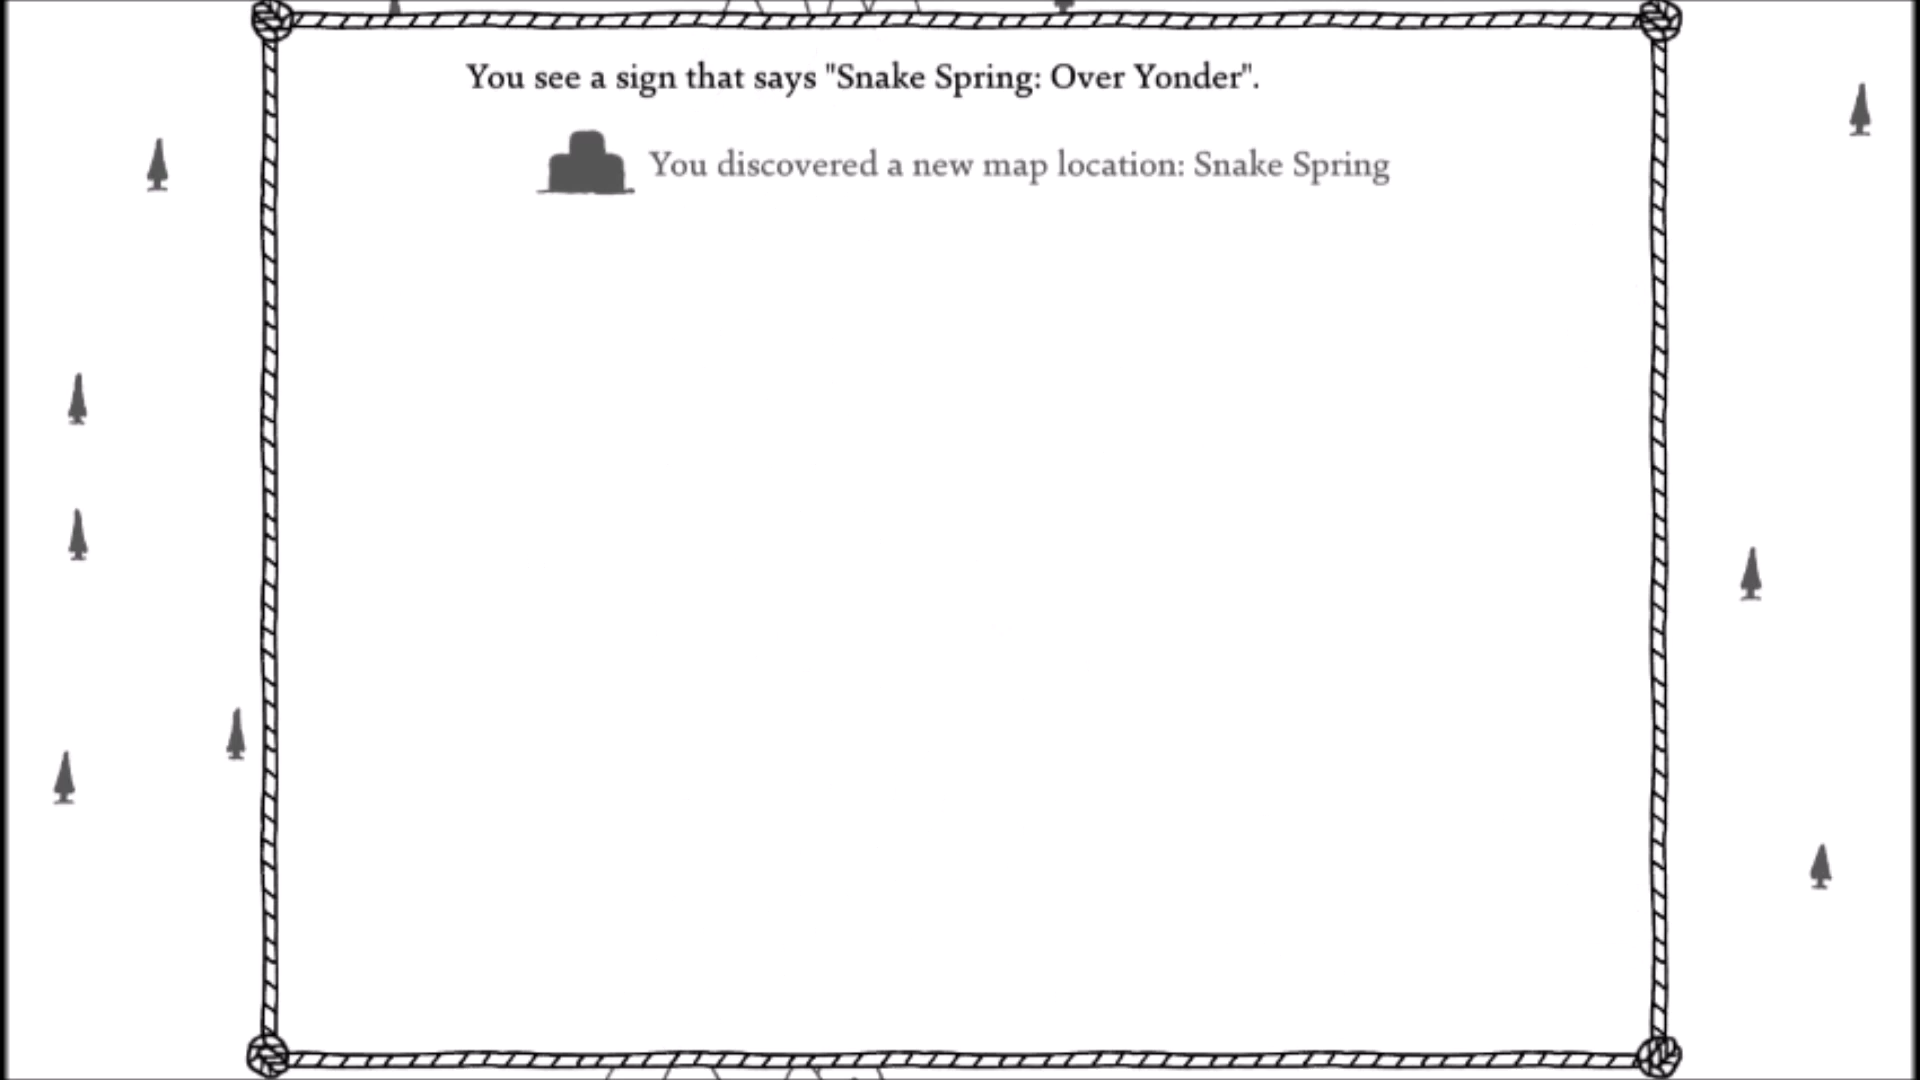 You see a sign that says "Snake Spring: Over Yonder".
You discovered a new map location: Snake Spring